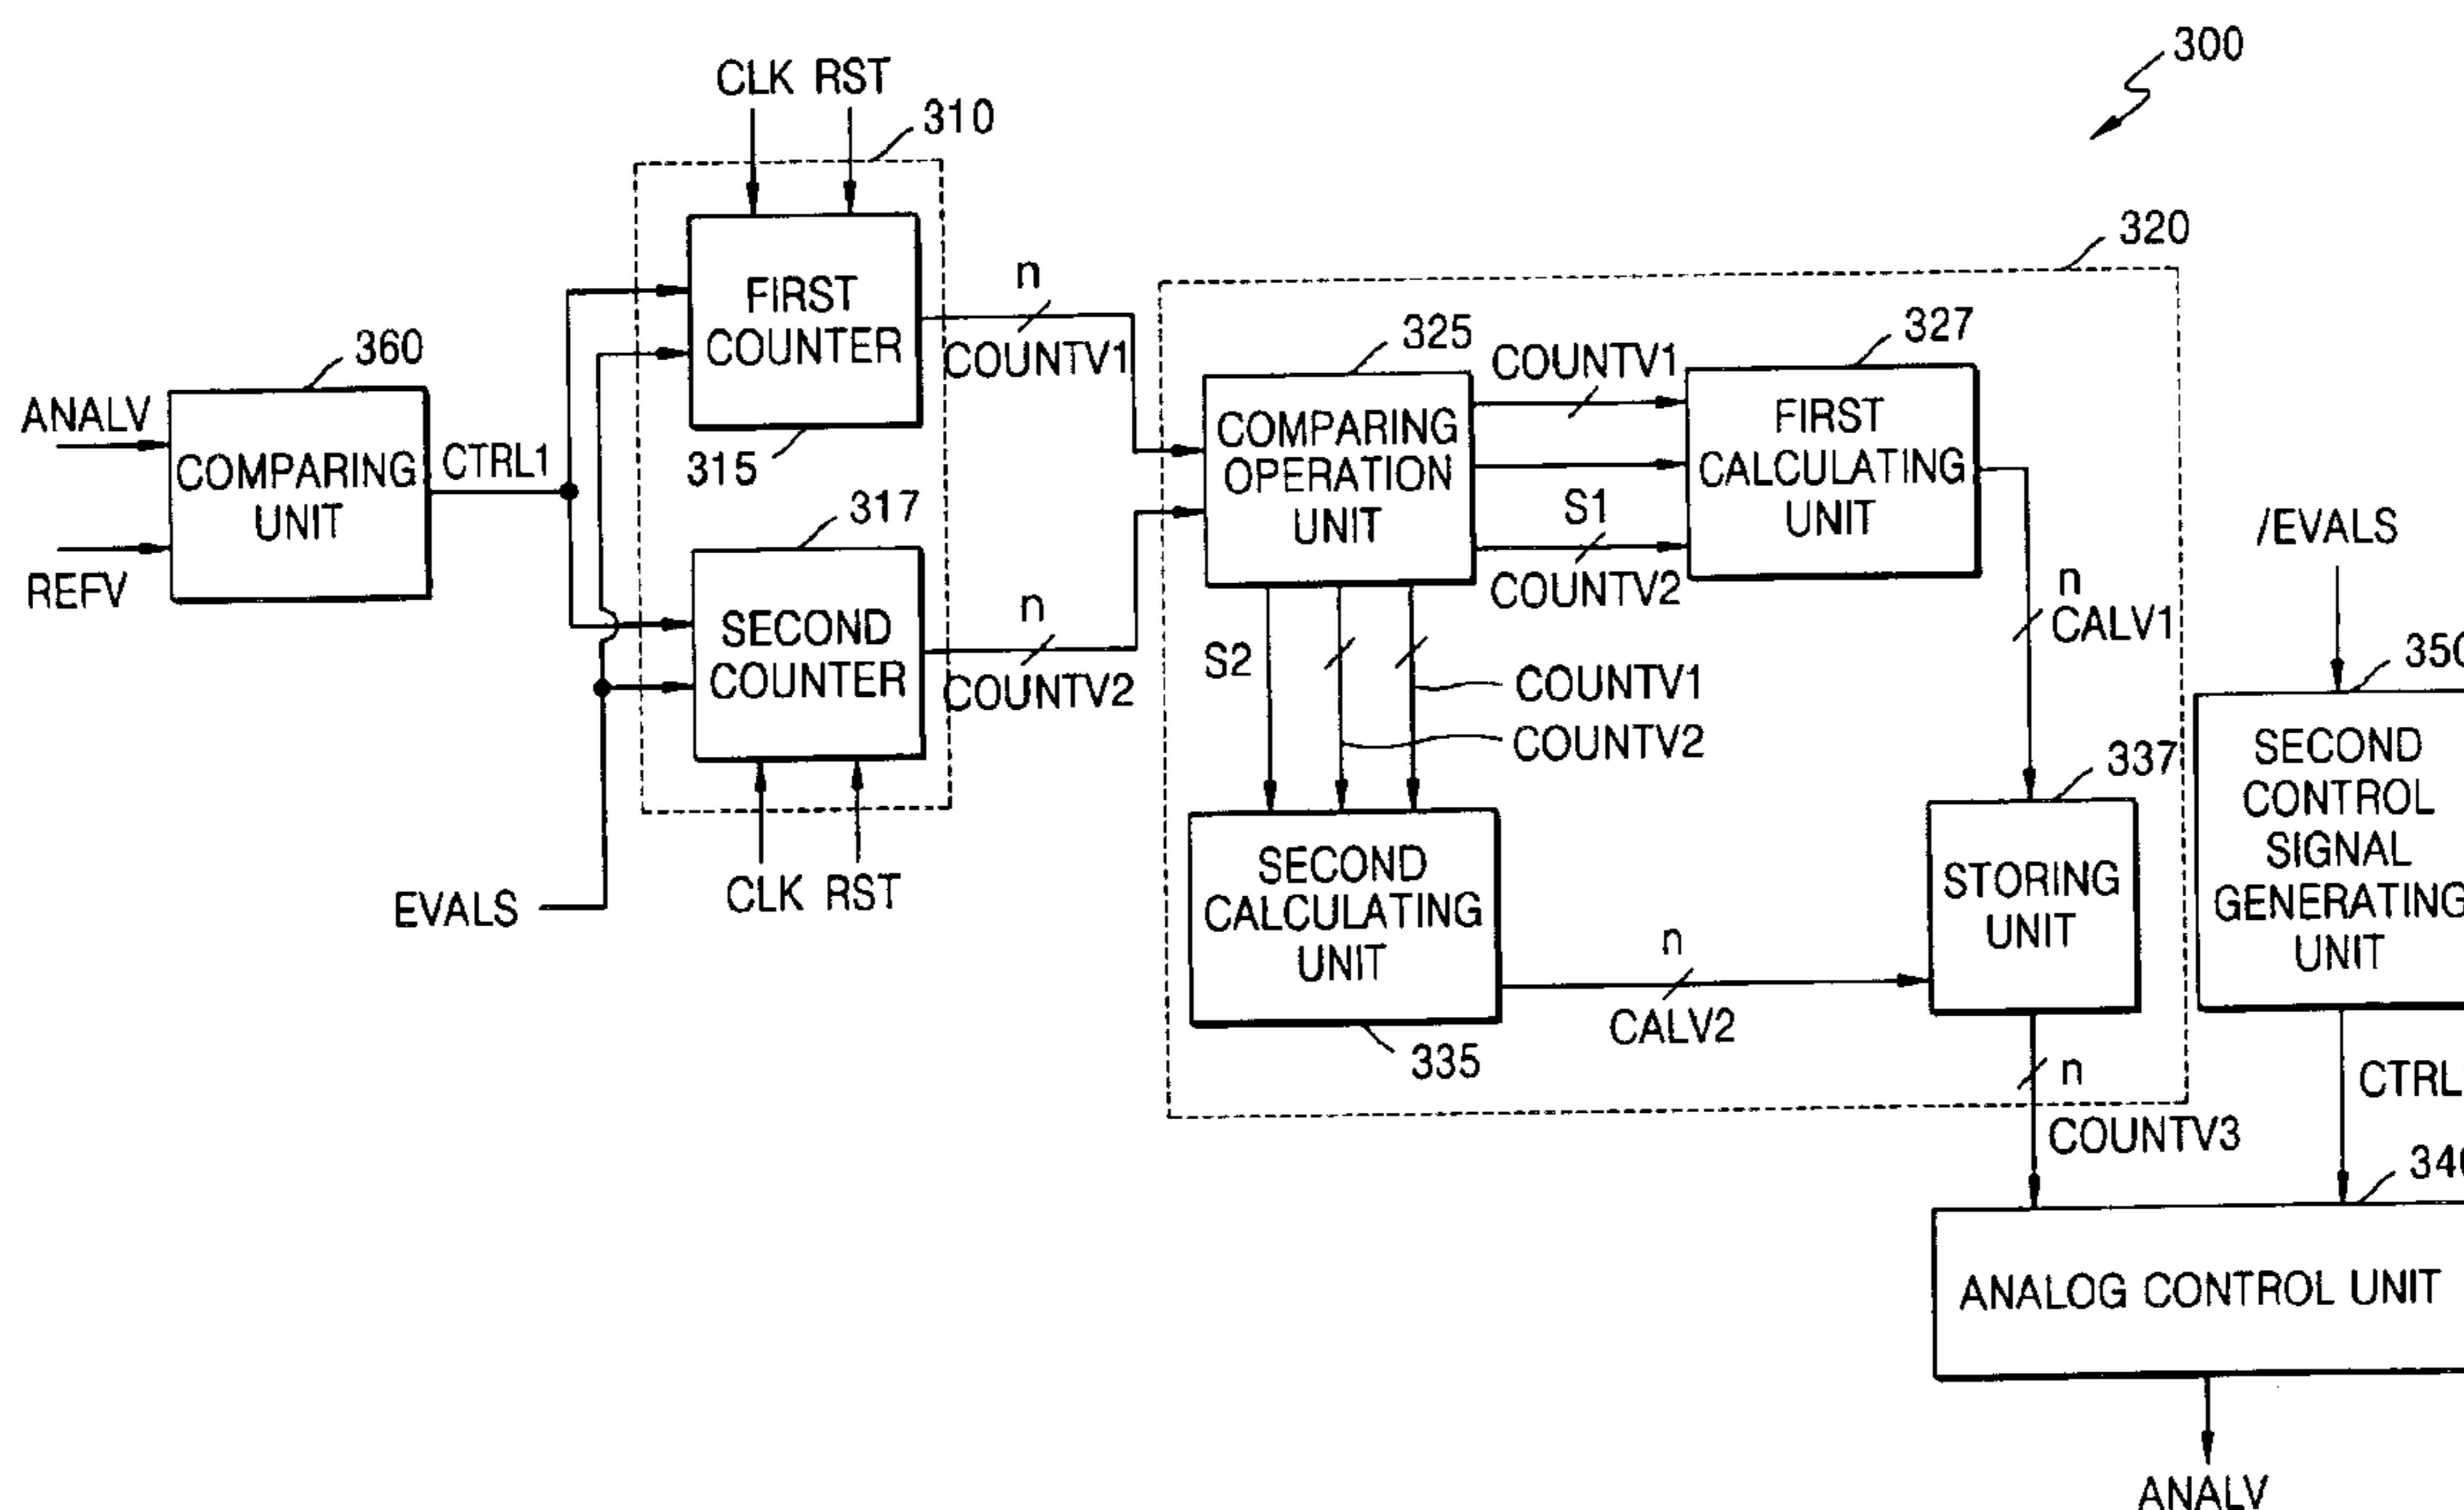 300
CLK RST
310
FIRST
COUNTER
315
n
COUNTV1
320
360
ANALV
REFV
COMPARING
UNIT
CTRL1
317
SECOND
COUNTER
n
COUNTV2
CLK RST
EVALS
325
COMPARING
OPERATION
UNIT
COUNTV1
S1
COUNTV2
327
FIRST
CALCULATING
UNIT
n
CALV1
S2
COUNTV1
COUNTV2
SECOND
CALCULATING
UNIT
335
n
CALV2
337
STORING
UNIT
n
COUNTV3
/EVALS
SECOND
CONTROL
SIGNAL
GENERATING
UNIT
CTRL
ANALOG CONTROL UNIT
ANALV